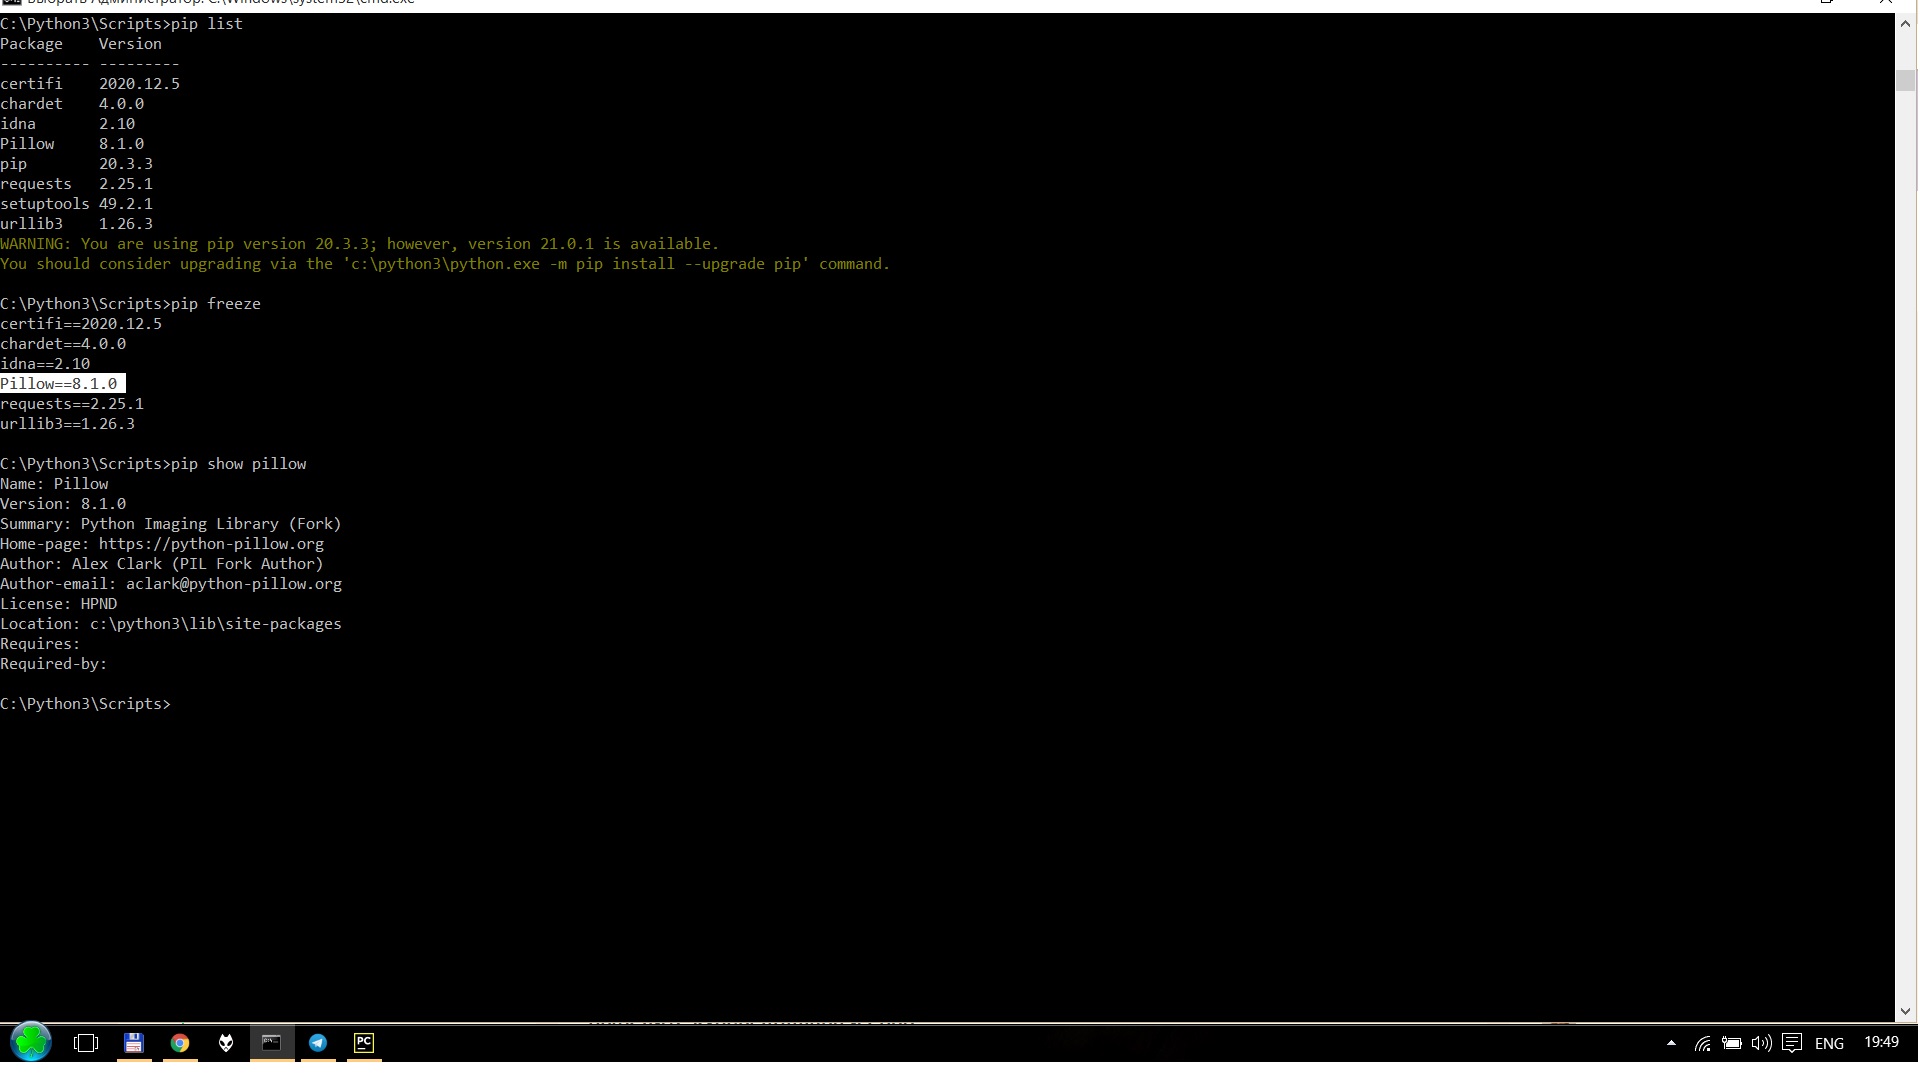 Выбрать Администратор: C:\Windows\system32\cmd.exe
C:\Python3\Scripts>pip list
Package    Version
---------- ---------
certifi    2020.12.5
chardet    4.0.0
idna       2.10
Pillow     8.1.0
pip        20.3.3
requests   2.25.1
setuptools 49.2.1
urllib3    1.26.3
WARNING: You are using pip version 20.3.3; however, version 21.0.1 is available.
You should consider upgrading via the 'c:\python3\python.exe -m pip install --upgrade pip' command.
C:\Python3\Scripts>pip freeze
certifi==2020.12.5
chardet==4.0.0
idna==2.10
Pillow==8.1.0
requests==2.25.1
urllib3==1.26.3
C:\Python3\Scripts>pip show pillow
Name: Pillow
Version: 8.1.0
Summary: Python Imaging Library (Fork)
Home-page: https://python-pillow.org
Author: Alex Clark (PIL Fork Author)
Author-email: aclark@python-pillow.org
License: HPND
Location: c:\python3\lib\site-packages
Requires:
Required-by:
C:\Python3\Scripts>
PC
ENG
19:49